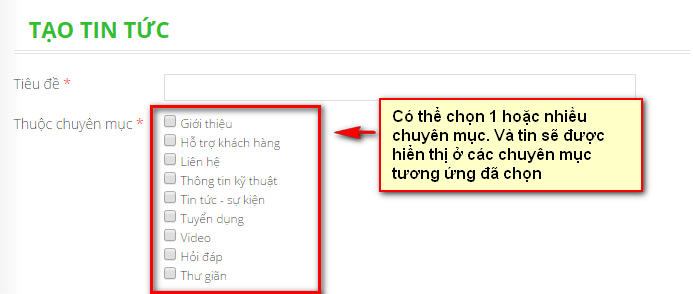 TẠO TIN TỨC
Tiêu đề *
Thuộc chuyên mục *
Giới thiệu
Hỗ trợ khách hàng
Liên hệ
Thông tin kỹ thuật
Tin tức - sự kiện
Tuyển dụng
Video
Hỏi đáp
Thư giãn
Có thể chọn 1 hoặc nhiều
chuyên mục. Và tin sẽ được
hiển thị ở các chuyên mục
tương ứng đã chọn